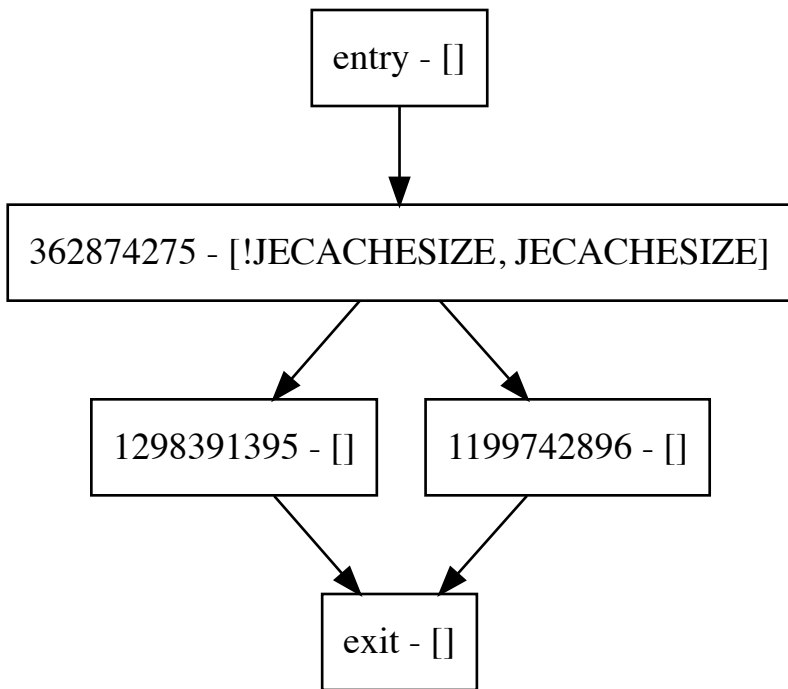 entry - []
362874275 - [!JECACHESIZE, JECACHESIZE]
1298391395 - []
1199742896 - []
exit - []